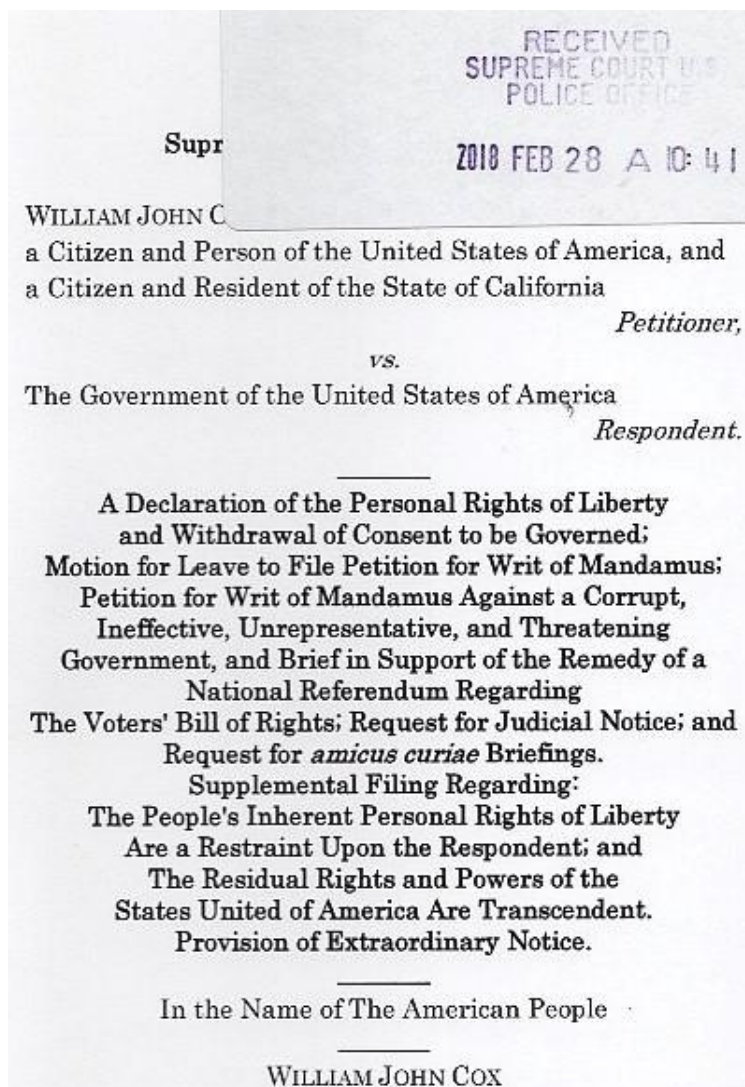 RECEIVED
SUPREME COURT U.S.
POLICE OFFICE
2018 FEB 28 A 10: 41
Supr
WILLIAM JOHN C
a Citizen and Person of the United States of America, and
a Citizen and Resident of the State of California
Petitioner,
vs.
The Government of the United States of America
Respondent.
A Declaration of the Personal Rights of Liberty
and Withdrawal of Consent to be Governed;
Motion for Leave to File Petition for Writ of Mandamus;
Petition for Writ of Mandamus Against a Corrupt,
Ineffective, Unrepresentative, and Threatening
Government, and Brief in Support of the Remedy of a
National Referendum Regarding
The Voters' Bill of Rights; Request for Judicial Notice; and
Request for amicus curiae Briefings.
Supplemental Filing Regarding:
The People's Inherent Personal Rights of Liberty
Are a Restraint Upon the Respondent; and
The Residual Rights and Powers of the
States United of America Are Transcendent.
Provision of Extraordinary Notice.
In the Name of The American People
WILLIAM JOHN COX